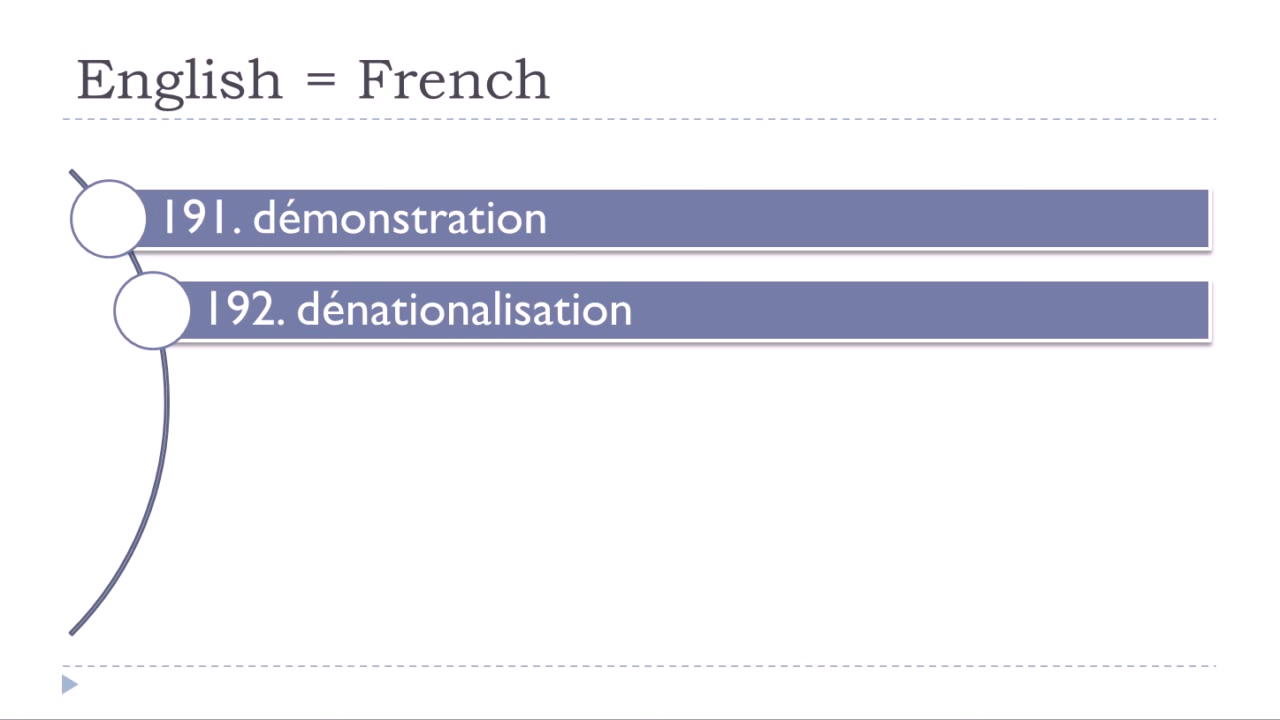 English = French
191. démonstration
192. dénationalisation